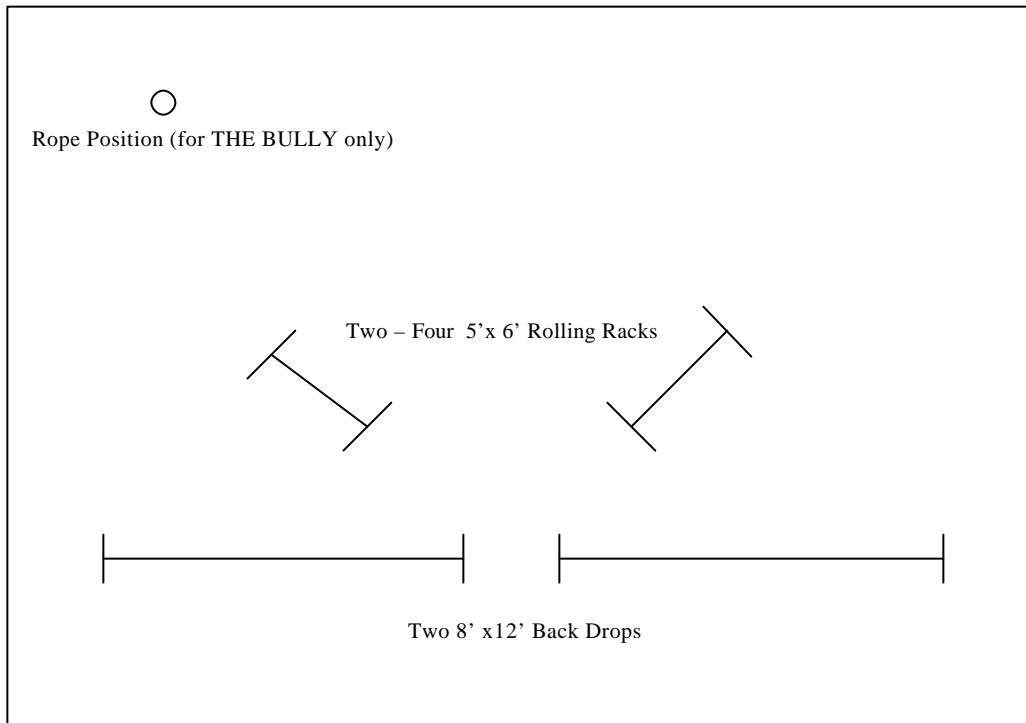 Rope Position (for THE BULLY only)
Two – Four  5’x 6’ Rolling Racks
Two 8’ x12’ Back Drops